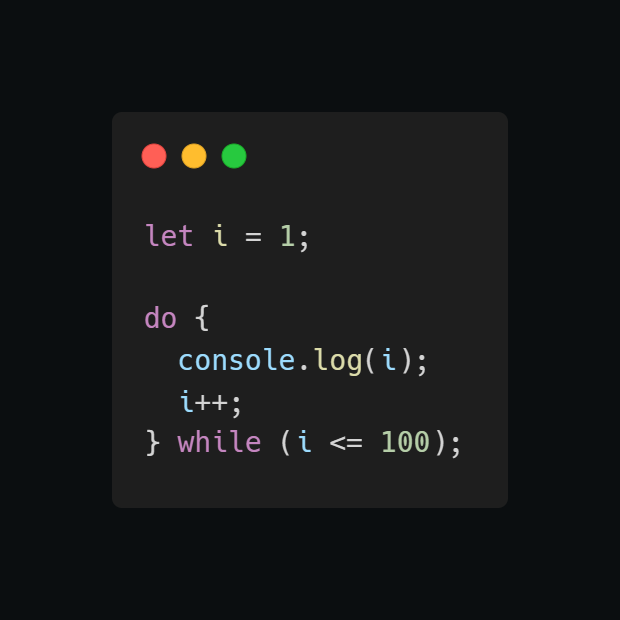 let i = 1;
do {
  console.log(i);
  i++;
} while (i <= 100);